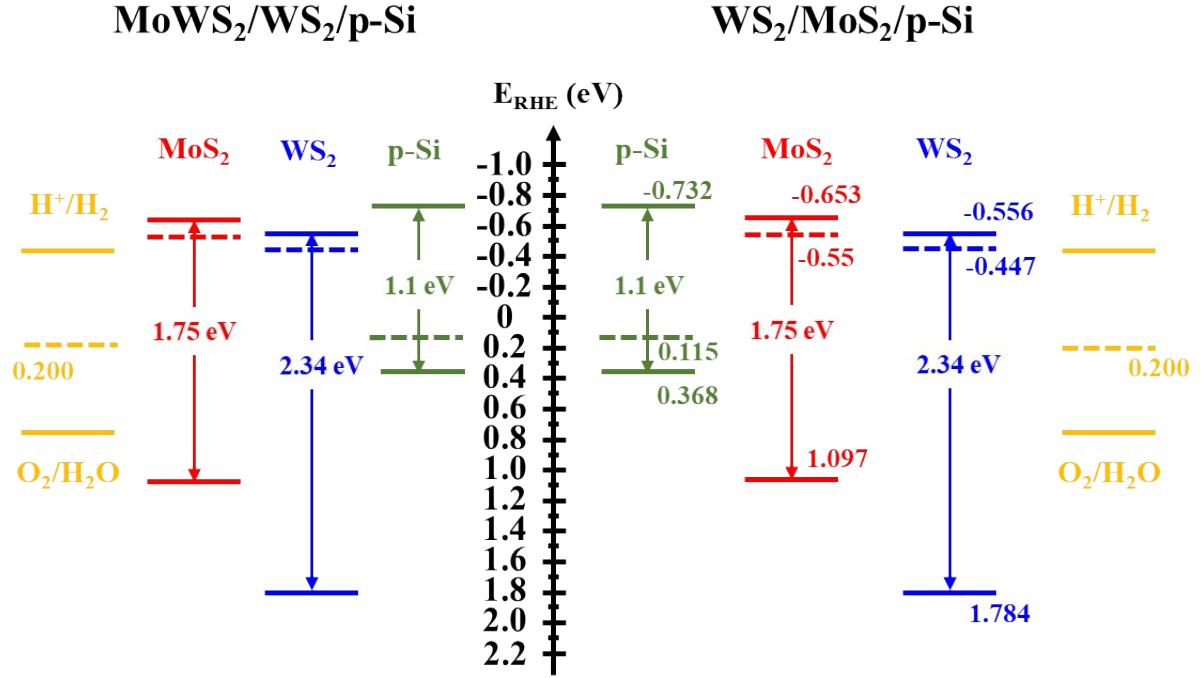 MoWS₂/WS₂/p-Si
WS₂/MoS₂/p-Si
E_RHE (eV)
MoS₂
WS₂
p-Si
p-Si
MoS₂
WS₂
H⁺/H₂
H⁺/H₂
-1.0
-0.8
-0.6
-0.4
-0.2
0
0.2
0.4
0.6
0.8
1.0
1.2
1.4
1.6
1.8
2.0
2.2
1.75 eV
2.34 eV
1.1 eV
0.200
O₂/H₂O
-0.732
1.1 eV
0.115
0.368
-0.653
-0.55
1.75 eV
1.097
-0.556
-0.447
2.34 eV
1.784
0.200
O₂/H₂O